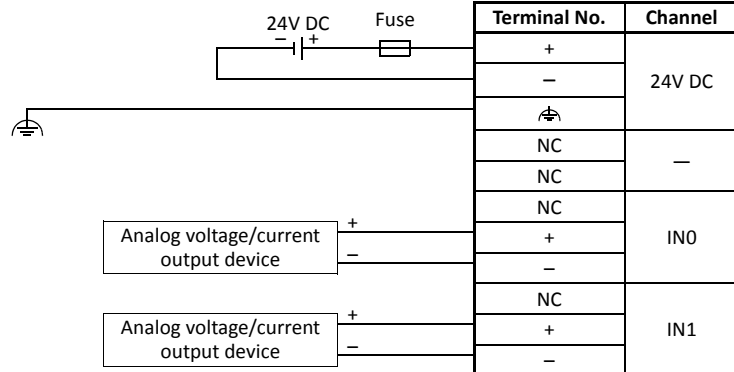 24V DC
Fuse
– +
Terminal No. Channel
+
–
24V DC
NC
NC
—
NC
+
–
IN0
Analog voltage/current
output device
+
–
NC
+
–
IN1
Analog voltage/current
output device
+
–